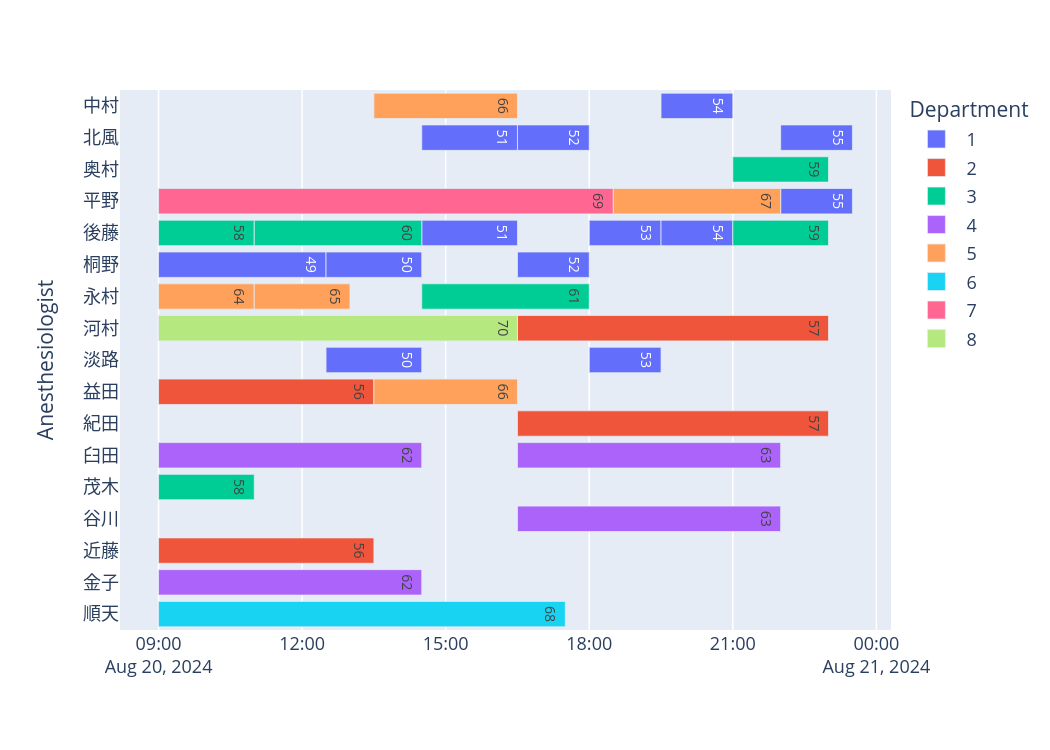 中村 66 54
北風 51 52 55
奥村 59
平野 69 67 55
後藤 58 60 51 53 54 59
桐野 49 50 52
永村 64 65 61
河村 70 57
淡路 50 53
益田 56 66
紀田 57
臼田 62 63
茂木 58
谷川 63
近藤 56
金子 62
順天 68
Anesthesiologist
09:00 12:00 15:00 18:00 21:00 00:00
Aug 20, 2024 Aug 21, 2024
Department
1
2
3
4
5
6
7
8